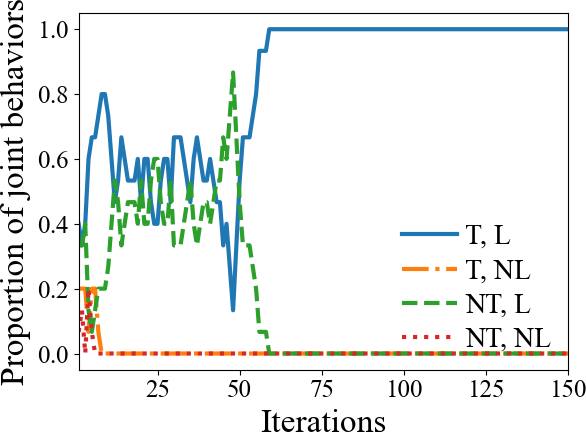 Proportion of joint behaviors
1.0
0.8
0.6
0.4
0.2
0.0
T, L
T, NL
NT, L
NT, NL
25 50 75 100 125 150
Iterations